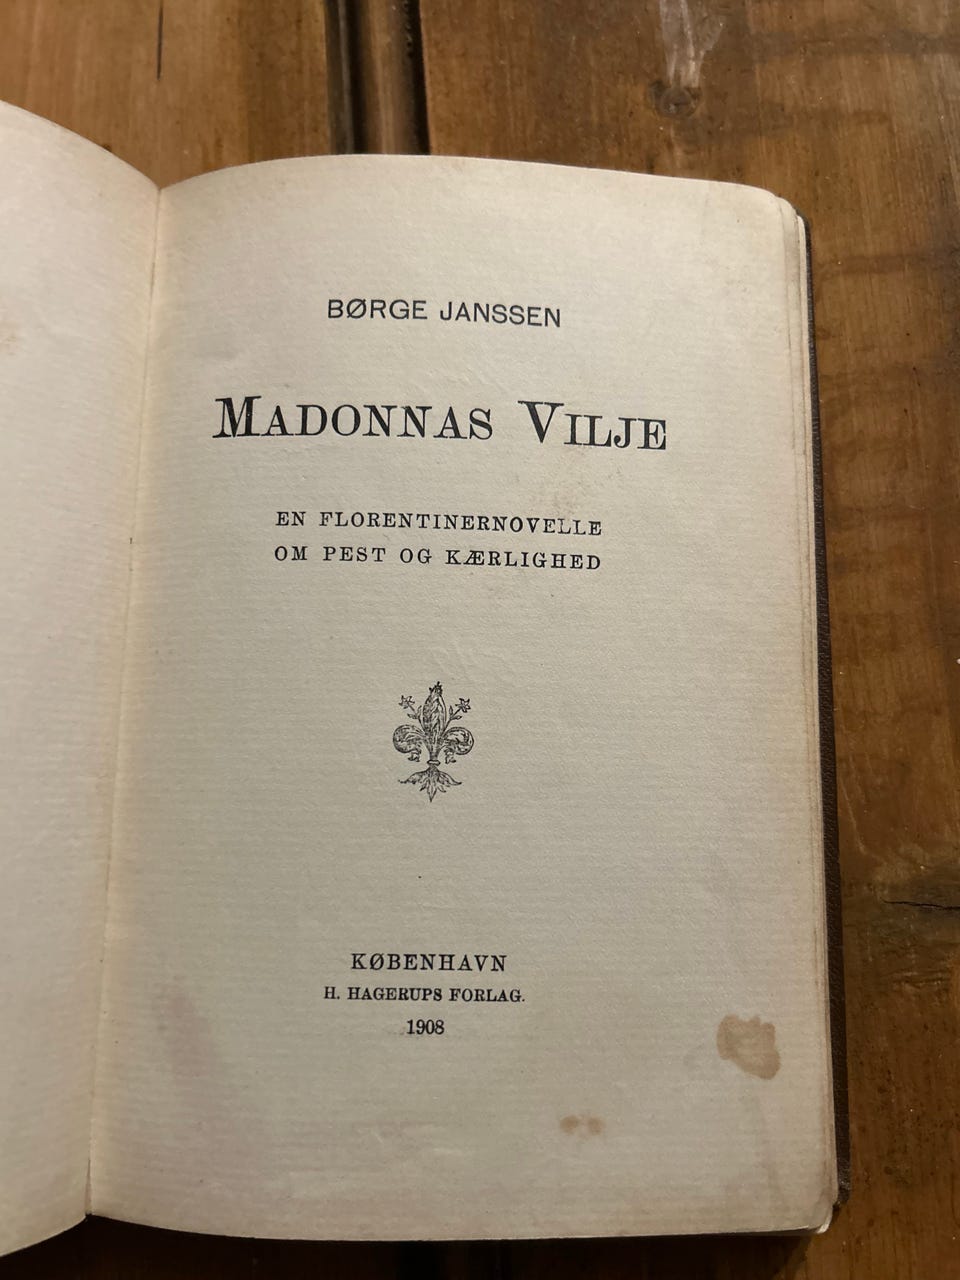 BØRGE JANSSEN
MADONNAS VILJE
EN FLORENTINERNOVELLE
OM PEST OG KÆRLIGHED
KØBENHAVN
H. HAGERUPS FORLAG.
1908